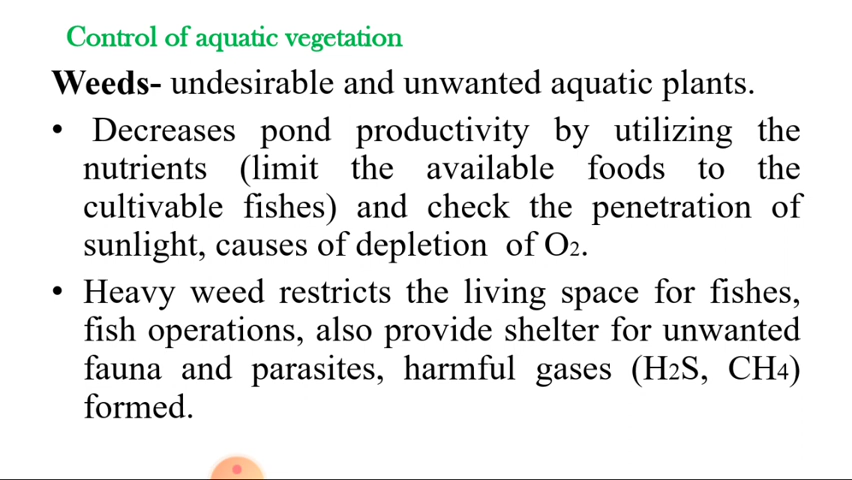 Control of aquatic vegetation
Weeds- undesirable and unwanted aquatic plants.
• Decreases pond productivity by utilizing the
nutrients (limit the available foods to the
cultivable fishes) and check the penetration of
sunlight, causes of depletion of O2.
• Heavy weed restricts the living space for fishes,
fish operations, also provide shelter for unwanted
fauna and parasites, harmful gases (H2S, CH4)
formed.